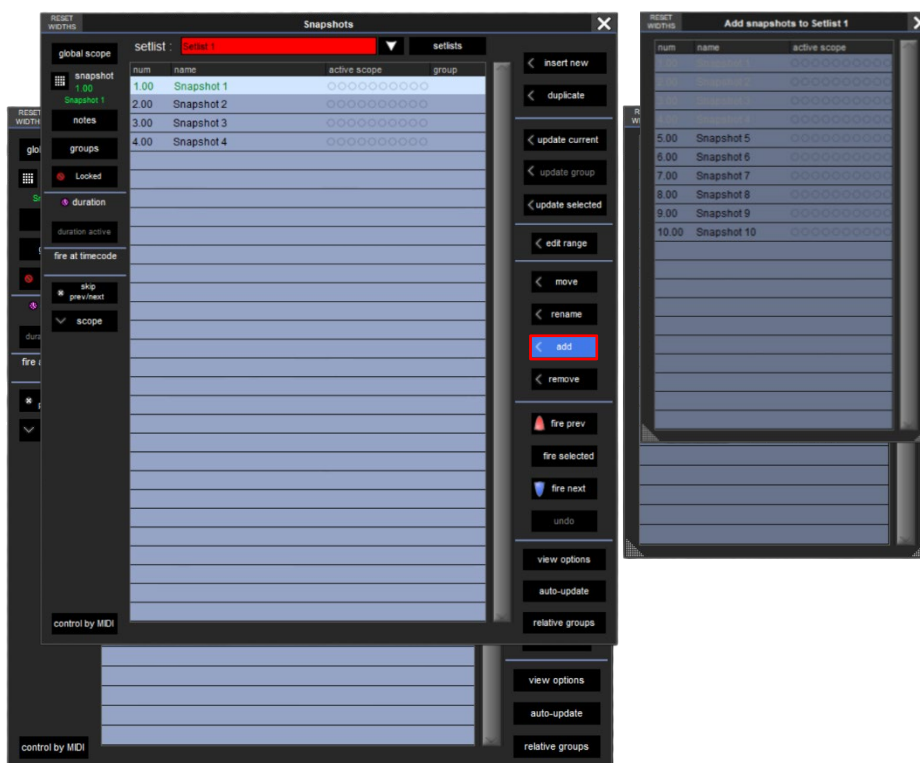 RESET
WIDTHS
Snapshots
global scope
setlist :
Setlist 1
setlists
num name active scope group
1.00 Snapshot 1
2.00 Snapshot 2
3.00 Snapshot 3
4.00 Snapshot 4
snapshot
1.00
Snapshot 1
notes
groups
Locked
duration
duration active
fire at timecode
skip
prev/next
scope
control by MIDI
insert new
duplicate
update current
update group
update selected
edit range
move
rename
add
remove
fire prev
fire selected
fire next
undo
view options
auto-update
relative groups
view options
auto-update
control by MIDI
relative groups
RESET
WIDTHS
Add snapshots to Setlist 1
num name active scope
5.00 Snapshot 5
6.00 Snapshot 6
7.00 Snapshot 7
8.00 Snapshot 8
9.00 Snapshot 9
10.00 Snapshot 10